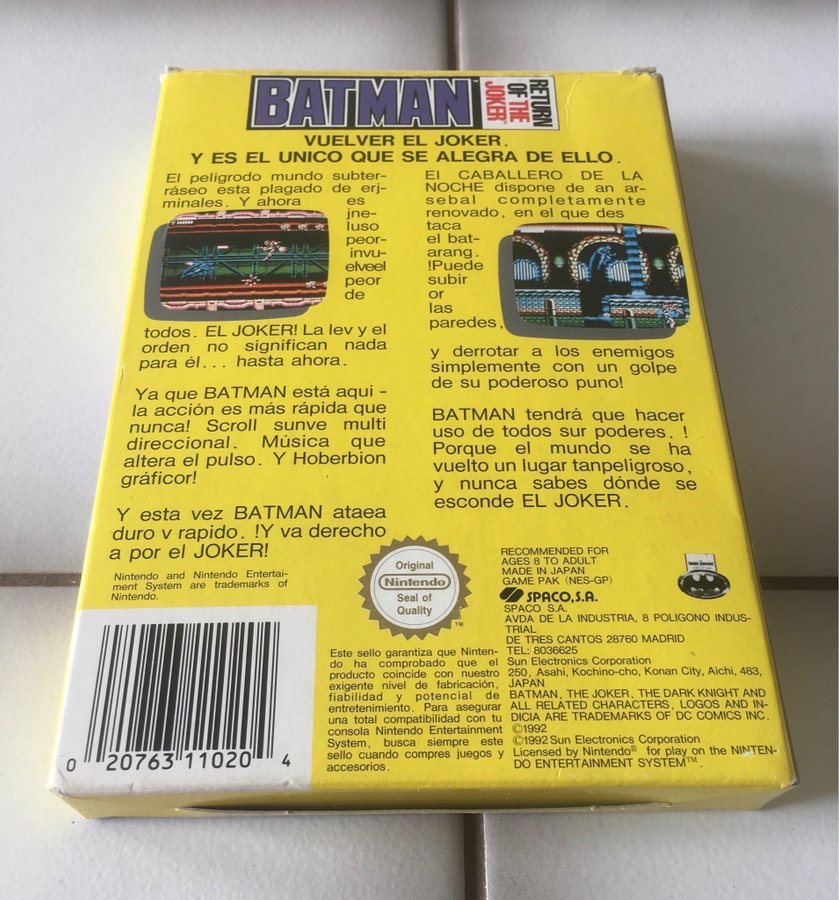 BATMAN™ RETURN OF THE JOKER
VUELVER EL JOKER.
Y ES EL UNICO QUE SE ALEGRA DE ELLO.
El peligrodo mundo subter-
ráseo esta plagado de erj-
minales. Y ahora es
jne-
luso
peor-
invu-
elveel
peor
de
todos. EL JOKER! La lev y el
orden no significan nada
para él... hasta ahora.
Ya que BATMAN está aqui -
la acción es más rápida que
nunca! Scroll sunve multi
direccional. Música que
altera el pulso. Y Hoberbion
gráficor!
Y esta vez BATMAN ataea
duro v rapido. !Y va derecho
a por el JOKER!
El CABALLERO DE LA
NOCHE dispone de an ar-
sebal completamente
renovado, en el que des
taca
el bat-
arang.
!Puede
subir
or
las
paredes,
y derrotar a los enemigos
simplemente con un golpe
de su poderoso puno!
BATMAN tendrá que hacer
uso de todos sur poderes. !
Porque el mundo se ha
vuelto un lugar tanpeligroso,
y nunca sabes dónde se
esconde EL JOKER.
Nintendo and Nintendo Entertai-
ment System are trademarks of
Nintendo.
Original
Nintendo
Seal of
Quality
TM
RECOMMENDED FOR
AGES 8 TO ADULT
MADE IN JAPAN
GAME PAK (NES-GP)
SPACO,S.A.
SPACO S.A.
AVDA DE LA INDUSTRIA, 8 POLIGONO INDUS-
TRIAL
DE TRES CANTOS 28760 MADRID
TEL: 8036625
Sun Electronics Corporation
250, Asahi, Kochino-cho, Konan City, Aichi, 483,
JAPAN
BATMAN, THE JOKER, THE DARK KNIGHT AND
ALL RELATED CHARACTERS, LOGOS AND IN-
DICIA ARE TRADEMARKS OF DC COMICS INC.
©1992
©1992 Sun Electronics Corporation
Licensed by Nintendo® for play on the NINTEN-
DO ENTERTAINMENT SYSTEM™.
Este sello garantiza que Ninten-
do ha comprobado que el
producto coincide con nuestro
exigente nivel de fabricación,
fiabilidad y potencial de
entretenimiento. Para asegurar
una total compatibilidad con tu
consola Nintendo Entertainment
System, busca siempre este
sello cuando compres juegos y
accesorios.
0 20763 11020 4